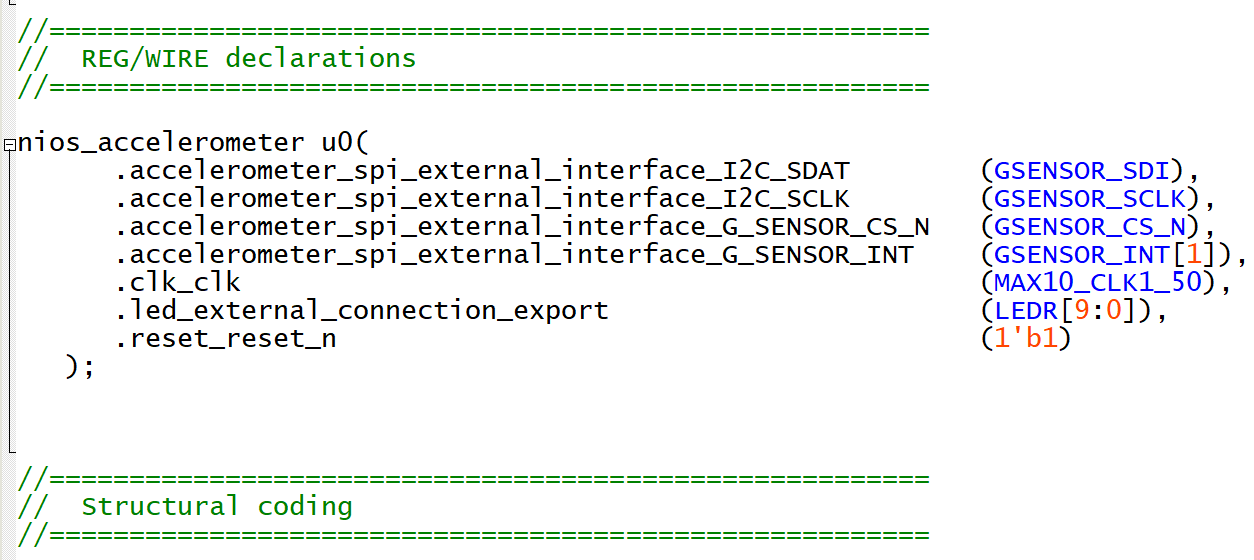 //=======================================================
//  REG/WIRE declarations
//=======================================================
nios_accelerometer u0(
.accelerometer_spi_external_interface_I2C_SDAT (GSENSOR_SDI),
.accelerometer_spi_external_interface_I2C_SCLK (GSENSOR_SCLK),
.accelerometer_spi_external_interface_G_SENSOR_CS_N (GSENSOR_CS_N),
.accelerometer_spi_external_interface_G_SENSOR_INT (GSENSOR_INT[1]),
.clk_clk (MAX10_CLK1_50),
.led_external_connection_export (LEDR[9:0]),
.reset_reset_n (1'b1)
);
//=======================================================
//  Structural coding
//=======================================================